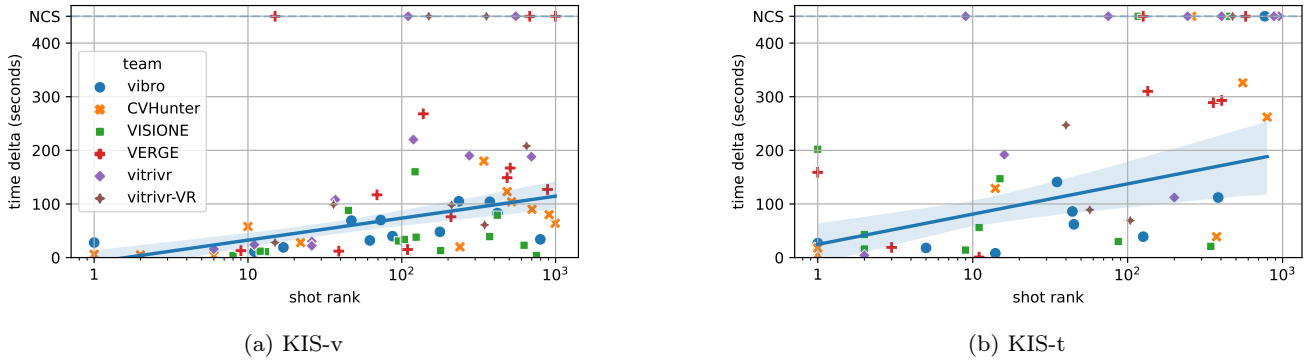 NCS
400
300
200
100
0
time delta (seconds)
team
vibro
CVHunter
VISIONE
VERGE
vitrivr
vitrivr-VR
1 10 10² 10³
shot rank
(a) KIS-v
NCS
400
300
200
100
0
time delta (seconds)
1 10 10² 10³
shot rank
(b) KIS-t